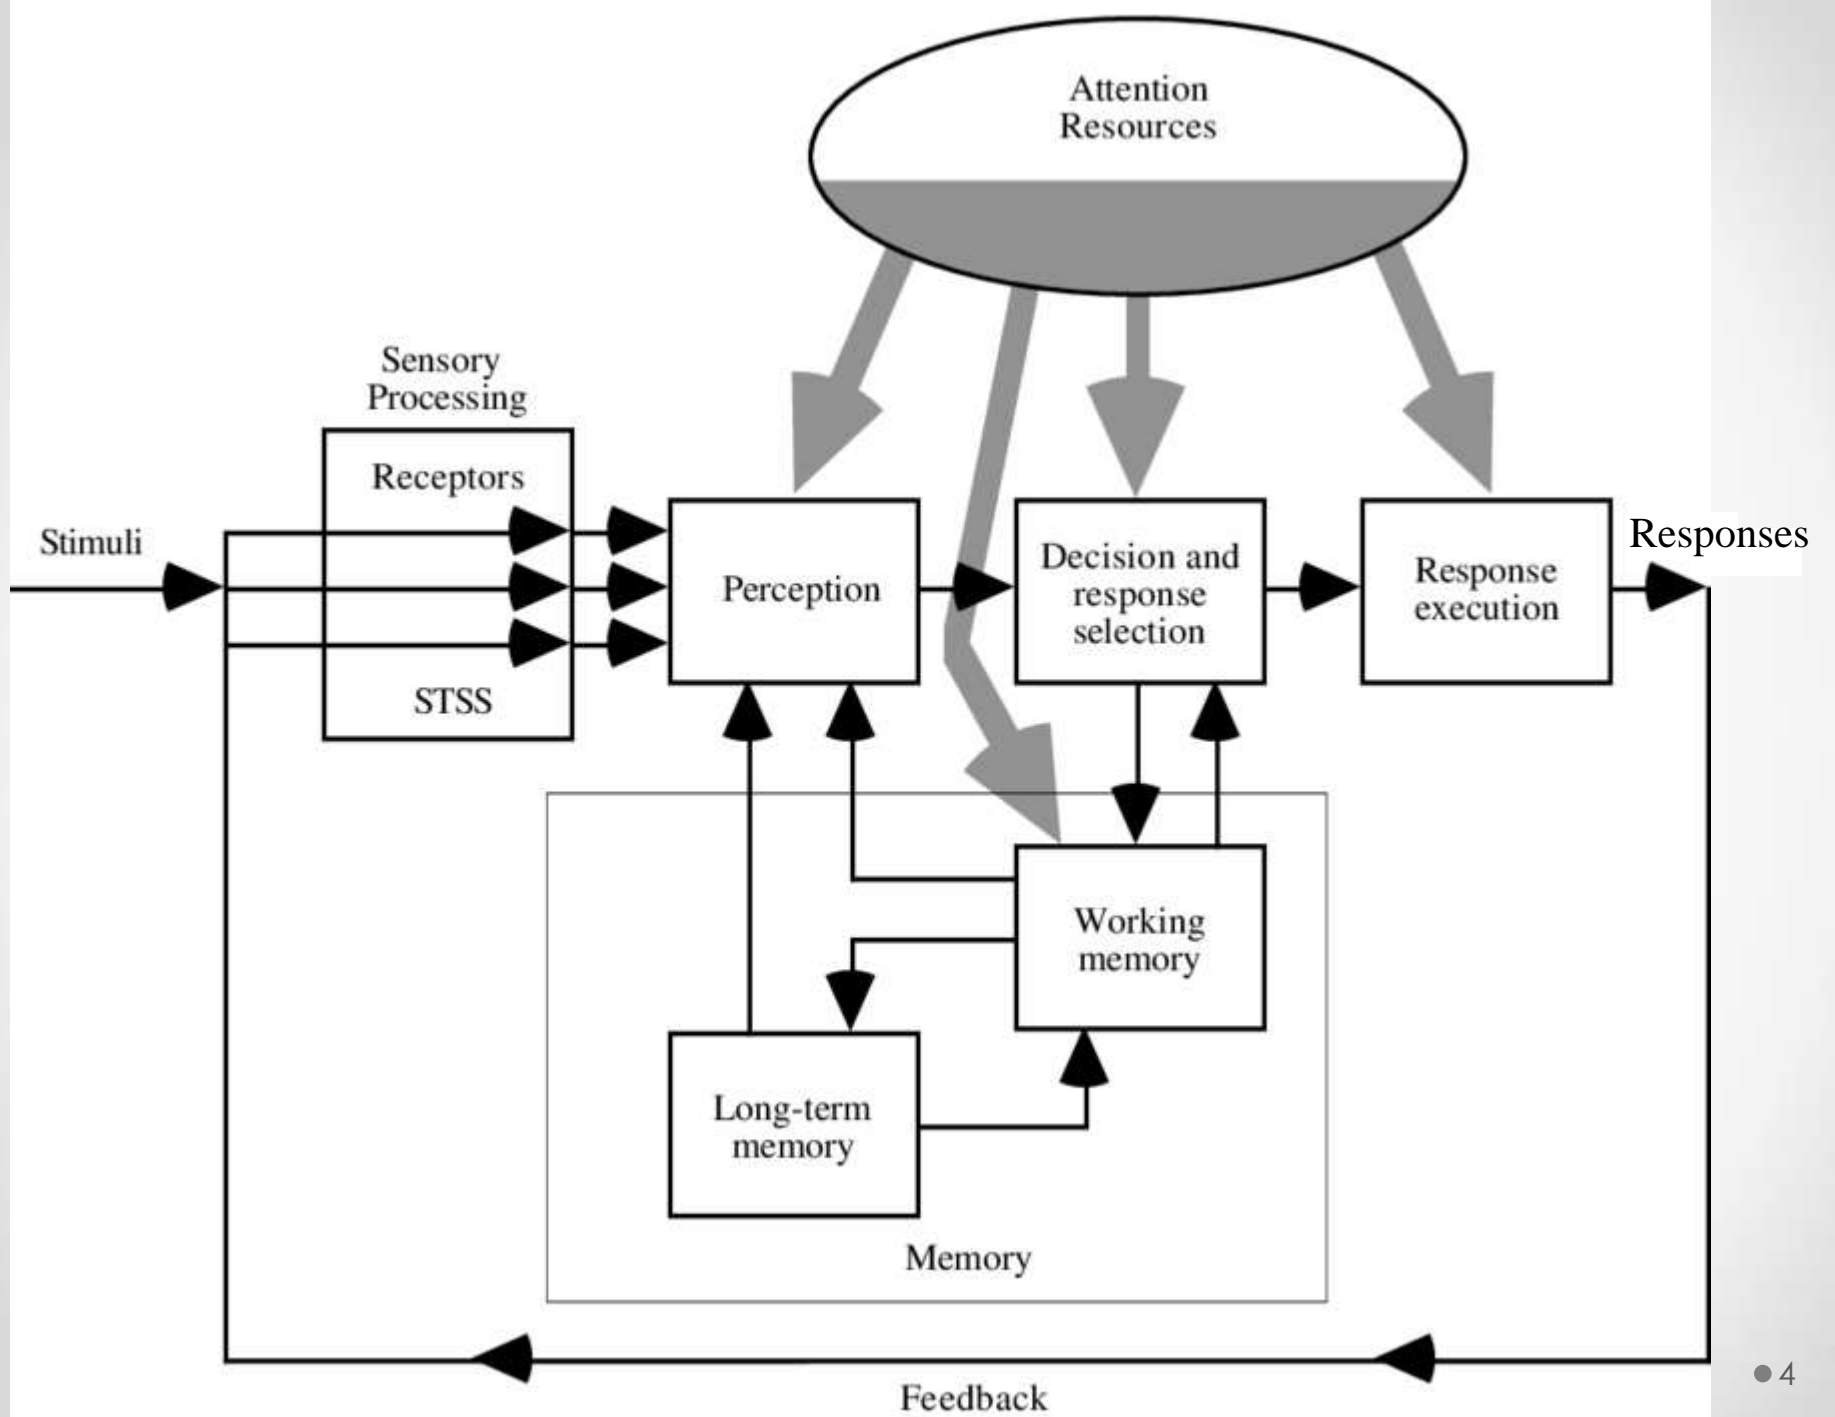 Attention
Resources
Sensory
Processing
Receptors
STSS
Stimuli
Perception
Decision and
response
selection
Response
execution
Responses
Working
memory
Long-term
memory
Memory
Feedback
4